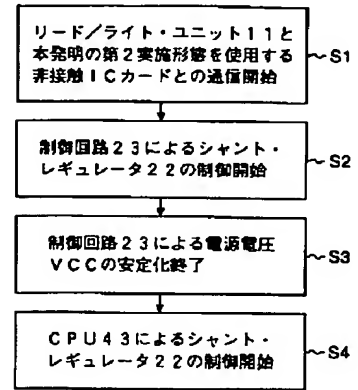 リード/ライト・ユニット11と
本発明の第2実施形態を使用する
非接触ICカードとの通信開始
S1
制御回路23によるシャント・
レギュレータ22の制御開始
S2
制御回路23による電源電圧
VCCの安定化終了
S3
CPU43によるシャント・
レギュレータ22の制御開始
S4